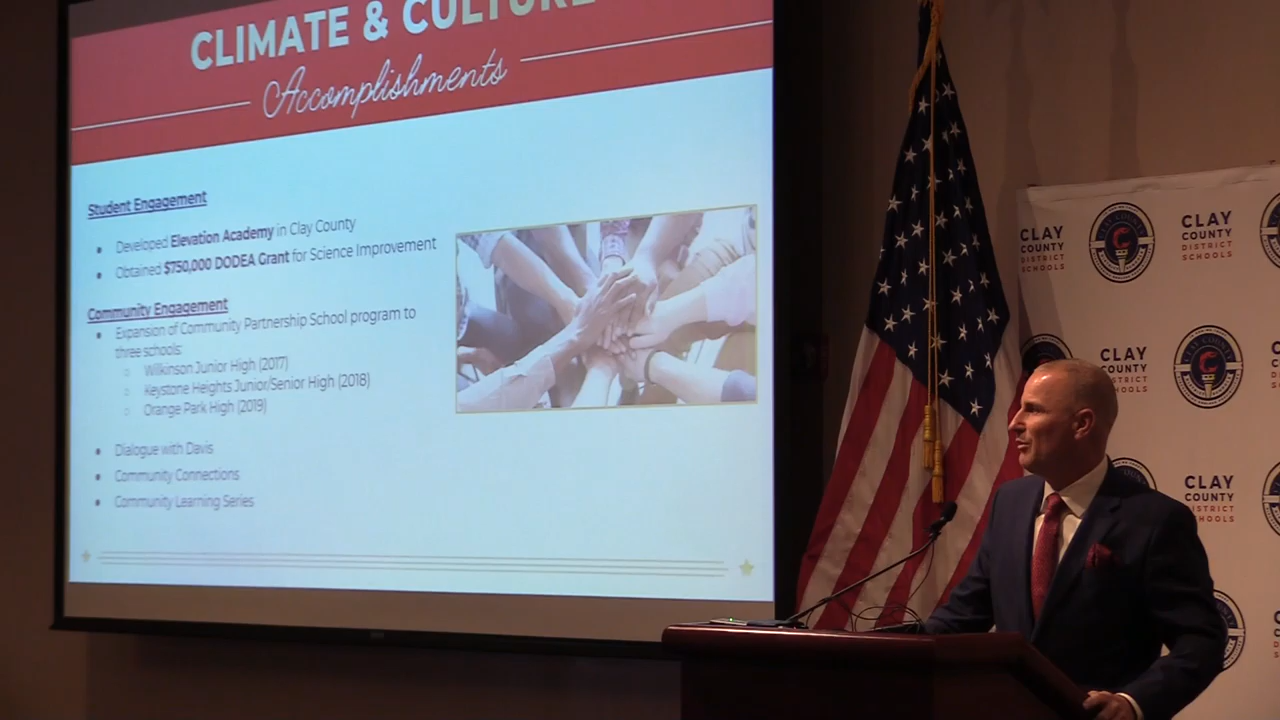 CLIMATE & CULTURE
Accomplishments
Student Engagement
Developed Elevation Academy in Clay County
Obtained $750,000 DODEA Grant for Science Improvement
Community Engagement
Expansion of Community Partnership School program to
three schools:
Wilkinson Junior High (2017)
Keystone Heights Junior/Senior High (2018)
Orange Park High (2019)
Dialogue with Davis
Community Connections
Community Learning Series
CLAY
COUNTY
DISTRICT
SCHOOLS
CLAY
COUNTY
DISTRICT
SCHOOLS
CLAY
COUNTY
DISTRICT
SCHOOLS
CLAY
COUNTY
DISTRICT
SCHOOLS